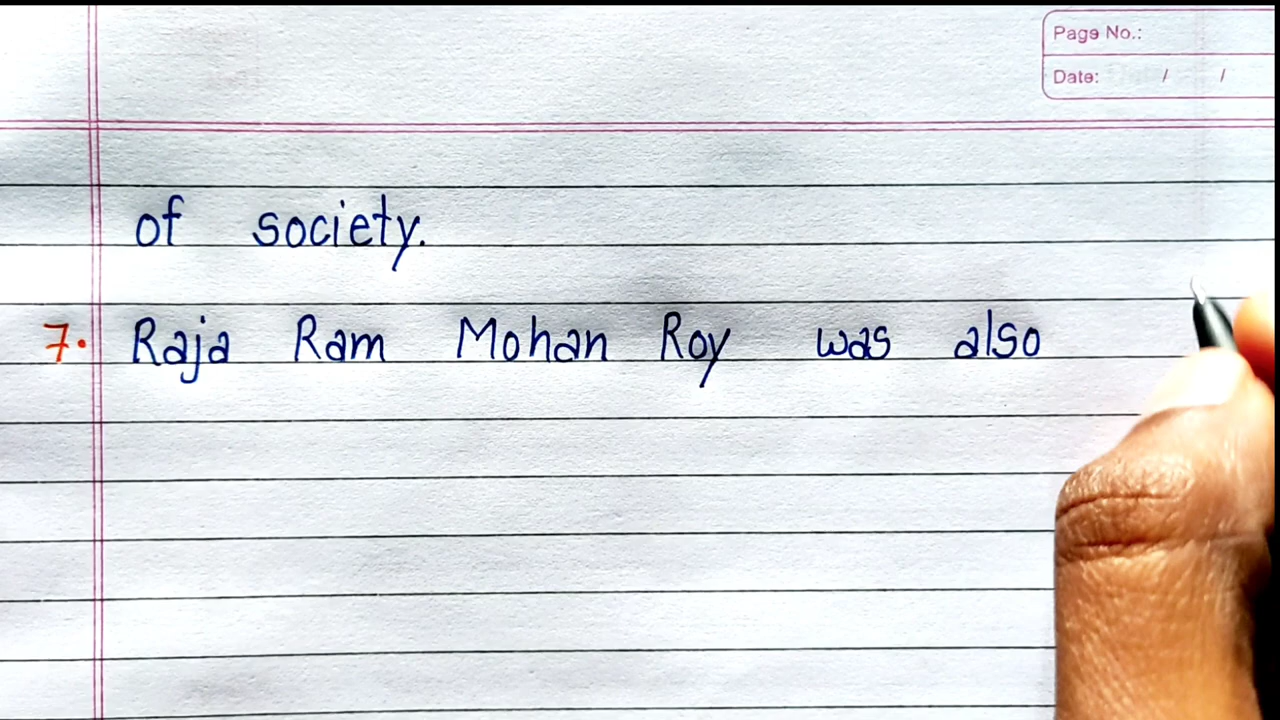 Page No.:
Date: / /
of society.
7. Raja Ram Mohan Roy was also